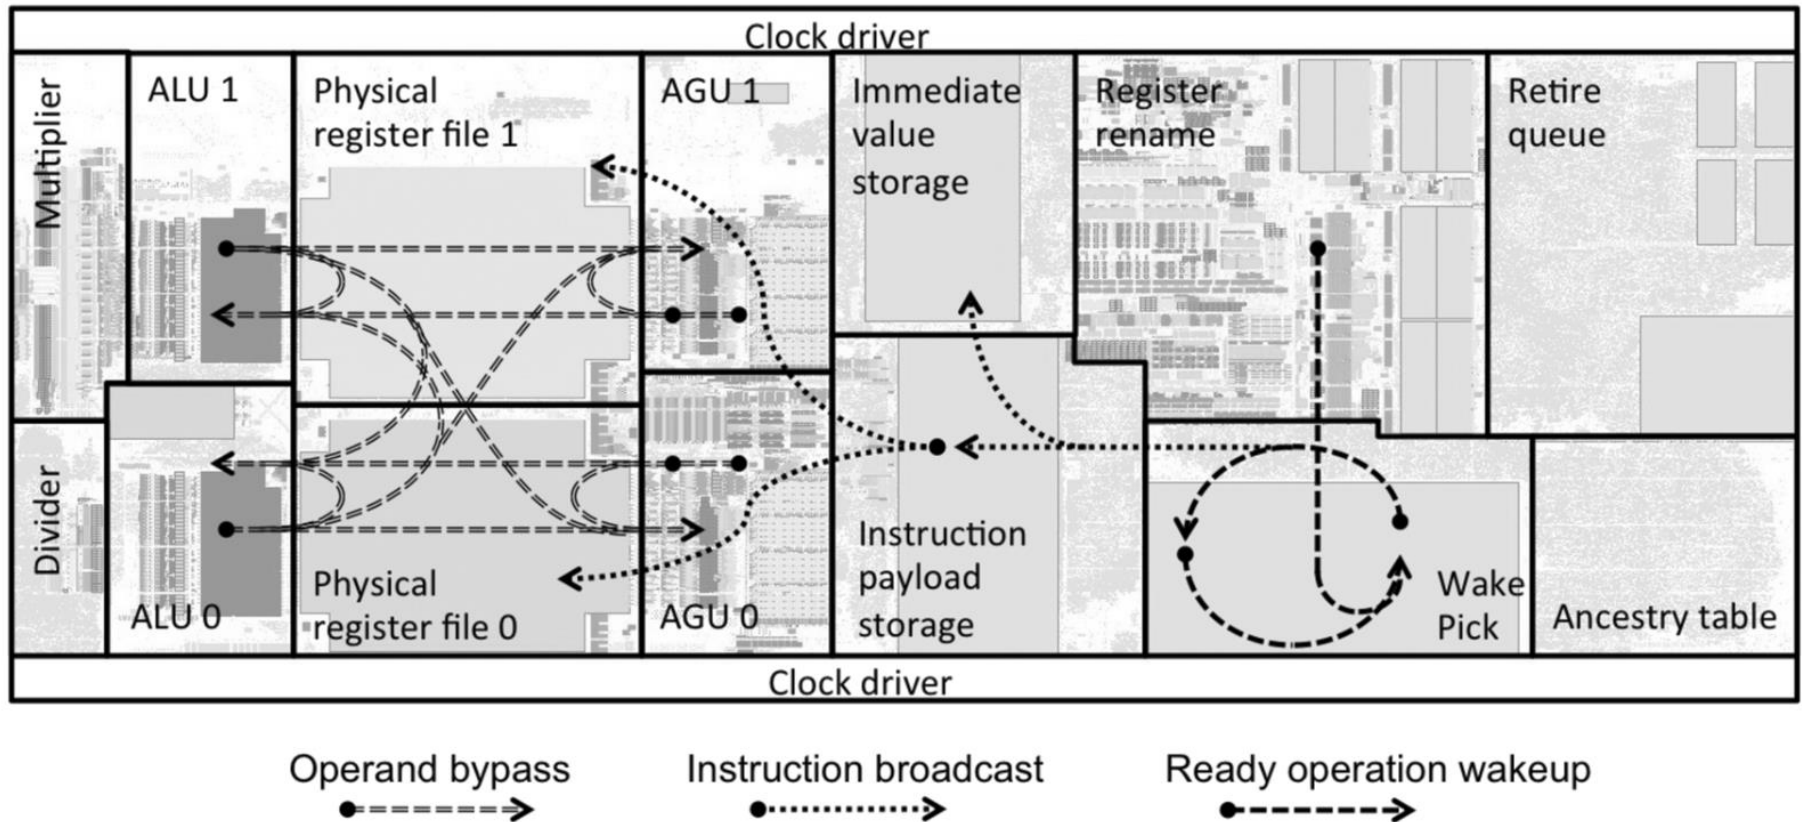 Clock driver
Multiplier
ALU 1
Physical
register file 1
AGU 1
Immediate
value
storage
Register
rename
Retire
queue
Divider
ALU 0
Physical
register file 0
AGU 0
Instruction
payload
storage
Wake
Pick
Ancestry table
Clock driver
Operand bypass
Instruction broadcast
Ready operation wakeup